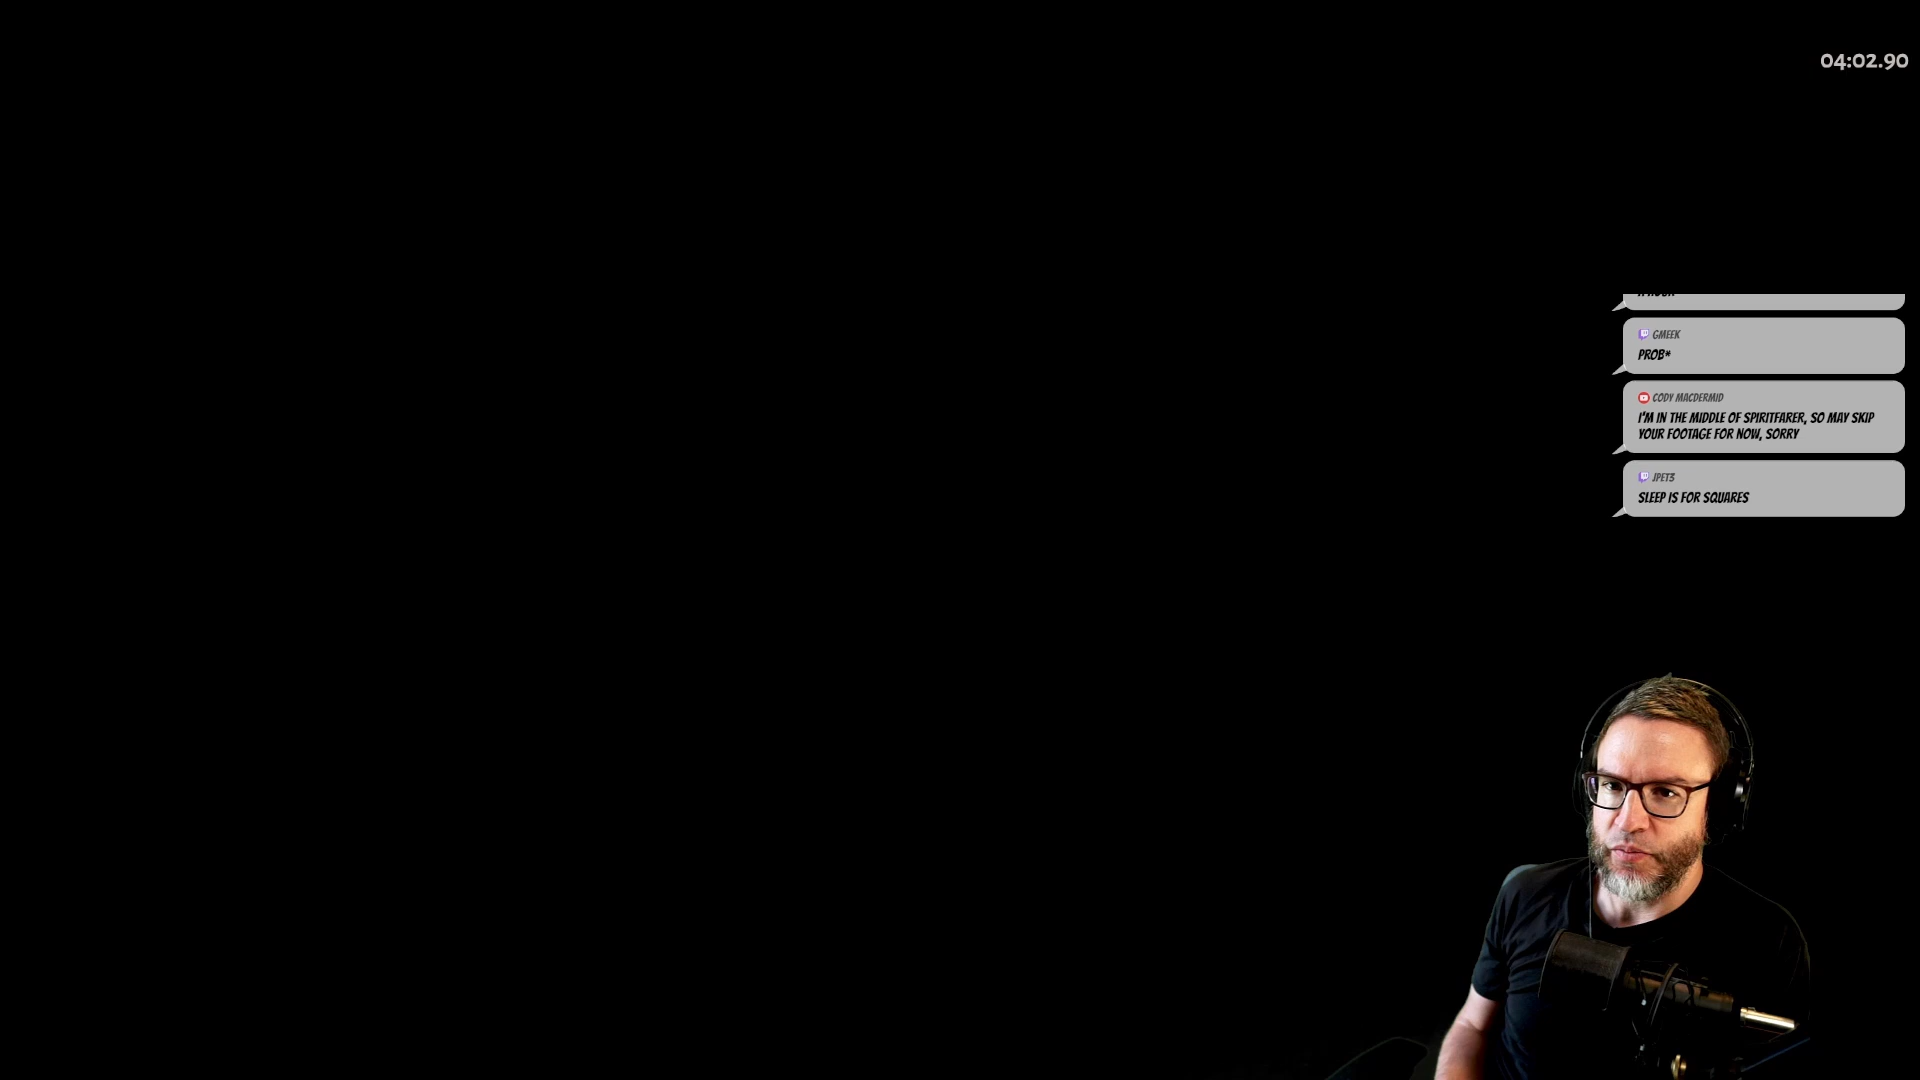 04:02.90
GMEEK
PROB*
CODY MACDERMID
I'M IN THE MIDDLE OF SPIRITFARER, SO MAY SKIP
YOUR FOOTAGE FOR NOW, SORRY
JPET3
SLEEP IS FOR SQUARES